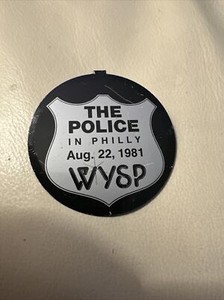 THE
POLICE
IN PHILLY
Aug. 22, 1981
WYSP